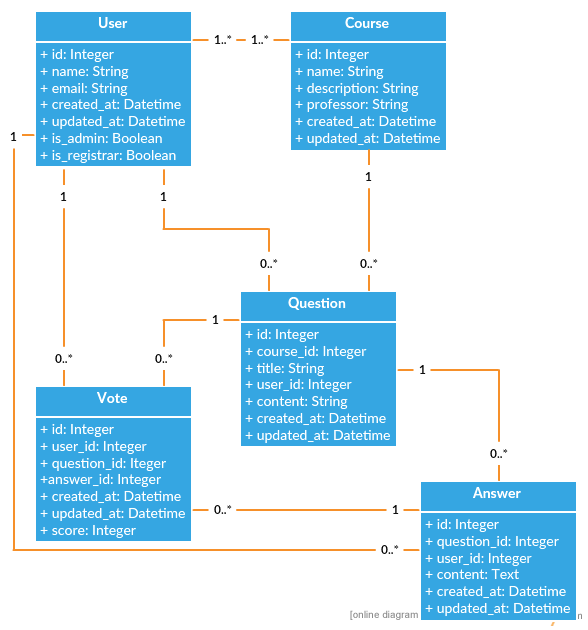 User
+ id: Integer
+ name: String
+ email: String
+ created_at: Datetime
+ updated_at: Datetime
+ is_admin: Boolean
+ is_registrar: Boolean
1..*
1..*
Course
+ id: Integer
+ name: String
+ description: String
+ professor: String
+ created_at: Datetime
+ updated_at: Datetime
1
1
1
1
0..*
0..*
Question
+ id: Integer
+ course_id: Integer
+ title: String
+ user_id: Integer
+ content: String
+ created_at: Datetime
+ updated_at: Datetime
1
0..*
0..*
1
0..*
Vote
+ id: Integer
+ user_id: Integer
+ question_id: Iteger
+answer_id: Integer
+ created_at: Datetime
+ updated_at: Datetime
+ score: Integer
0..*
1
0..*
Answer
+ id: Integer
+ question_id: Integer
+ user_id: Integer
+ content: Text
+ created_at: Datetime
+ updated_at: Datetime
[online diagram